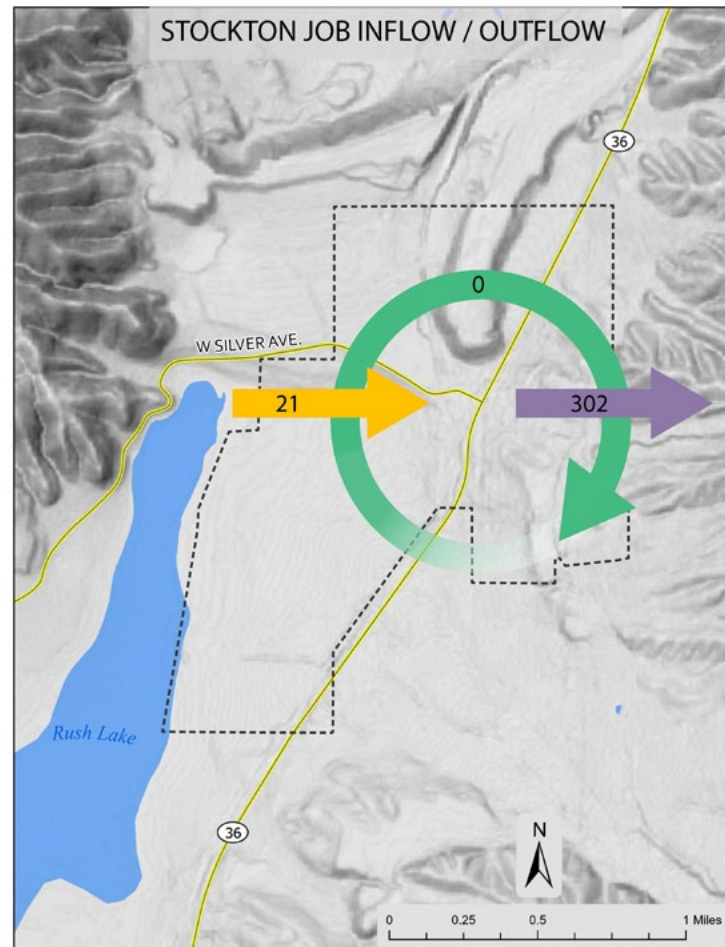 STOCKTON JOB INFLOW / OUTFLOW
36
0
W SILVER AVE.
21
302
Rush Lake
36
N
0 0.25 0.5 1 Miles